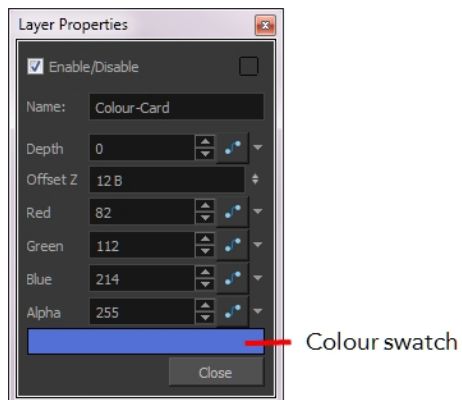 Layer Properties
Enable/Disable
Name: Colour-Card
Depth 0
Offset Z 12 B
Red 82
Green 112
Blue 214
Alpha 255
Colour swatch
Close